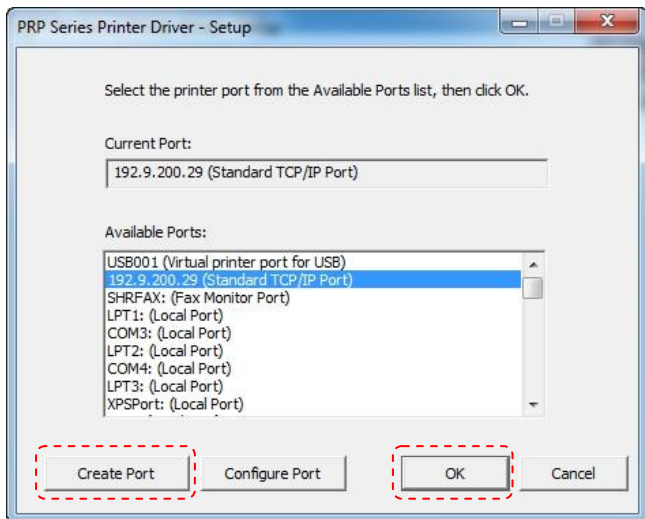 PRP Series Printer Driver - Setup
Select the printer port from the Available Ports list, then click OK.
Current Port:
192.9.200.29 (Standard TCP/IP Port)
Available Ports:
USB001 (Virtual printer port for USB)
192.9.200.29 (Standard TCP/IP Port)
SHRFAX: (Fax Monitor Port)
LPT1: (Local Port)
COM3: (Local Port)
LPT2: (Local Port)
COM4: (Local Port)
LPT3: (Local Port)
XPSPort: (Local Port)
Create Port Configure Port OK Cancel